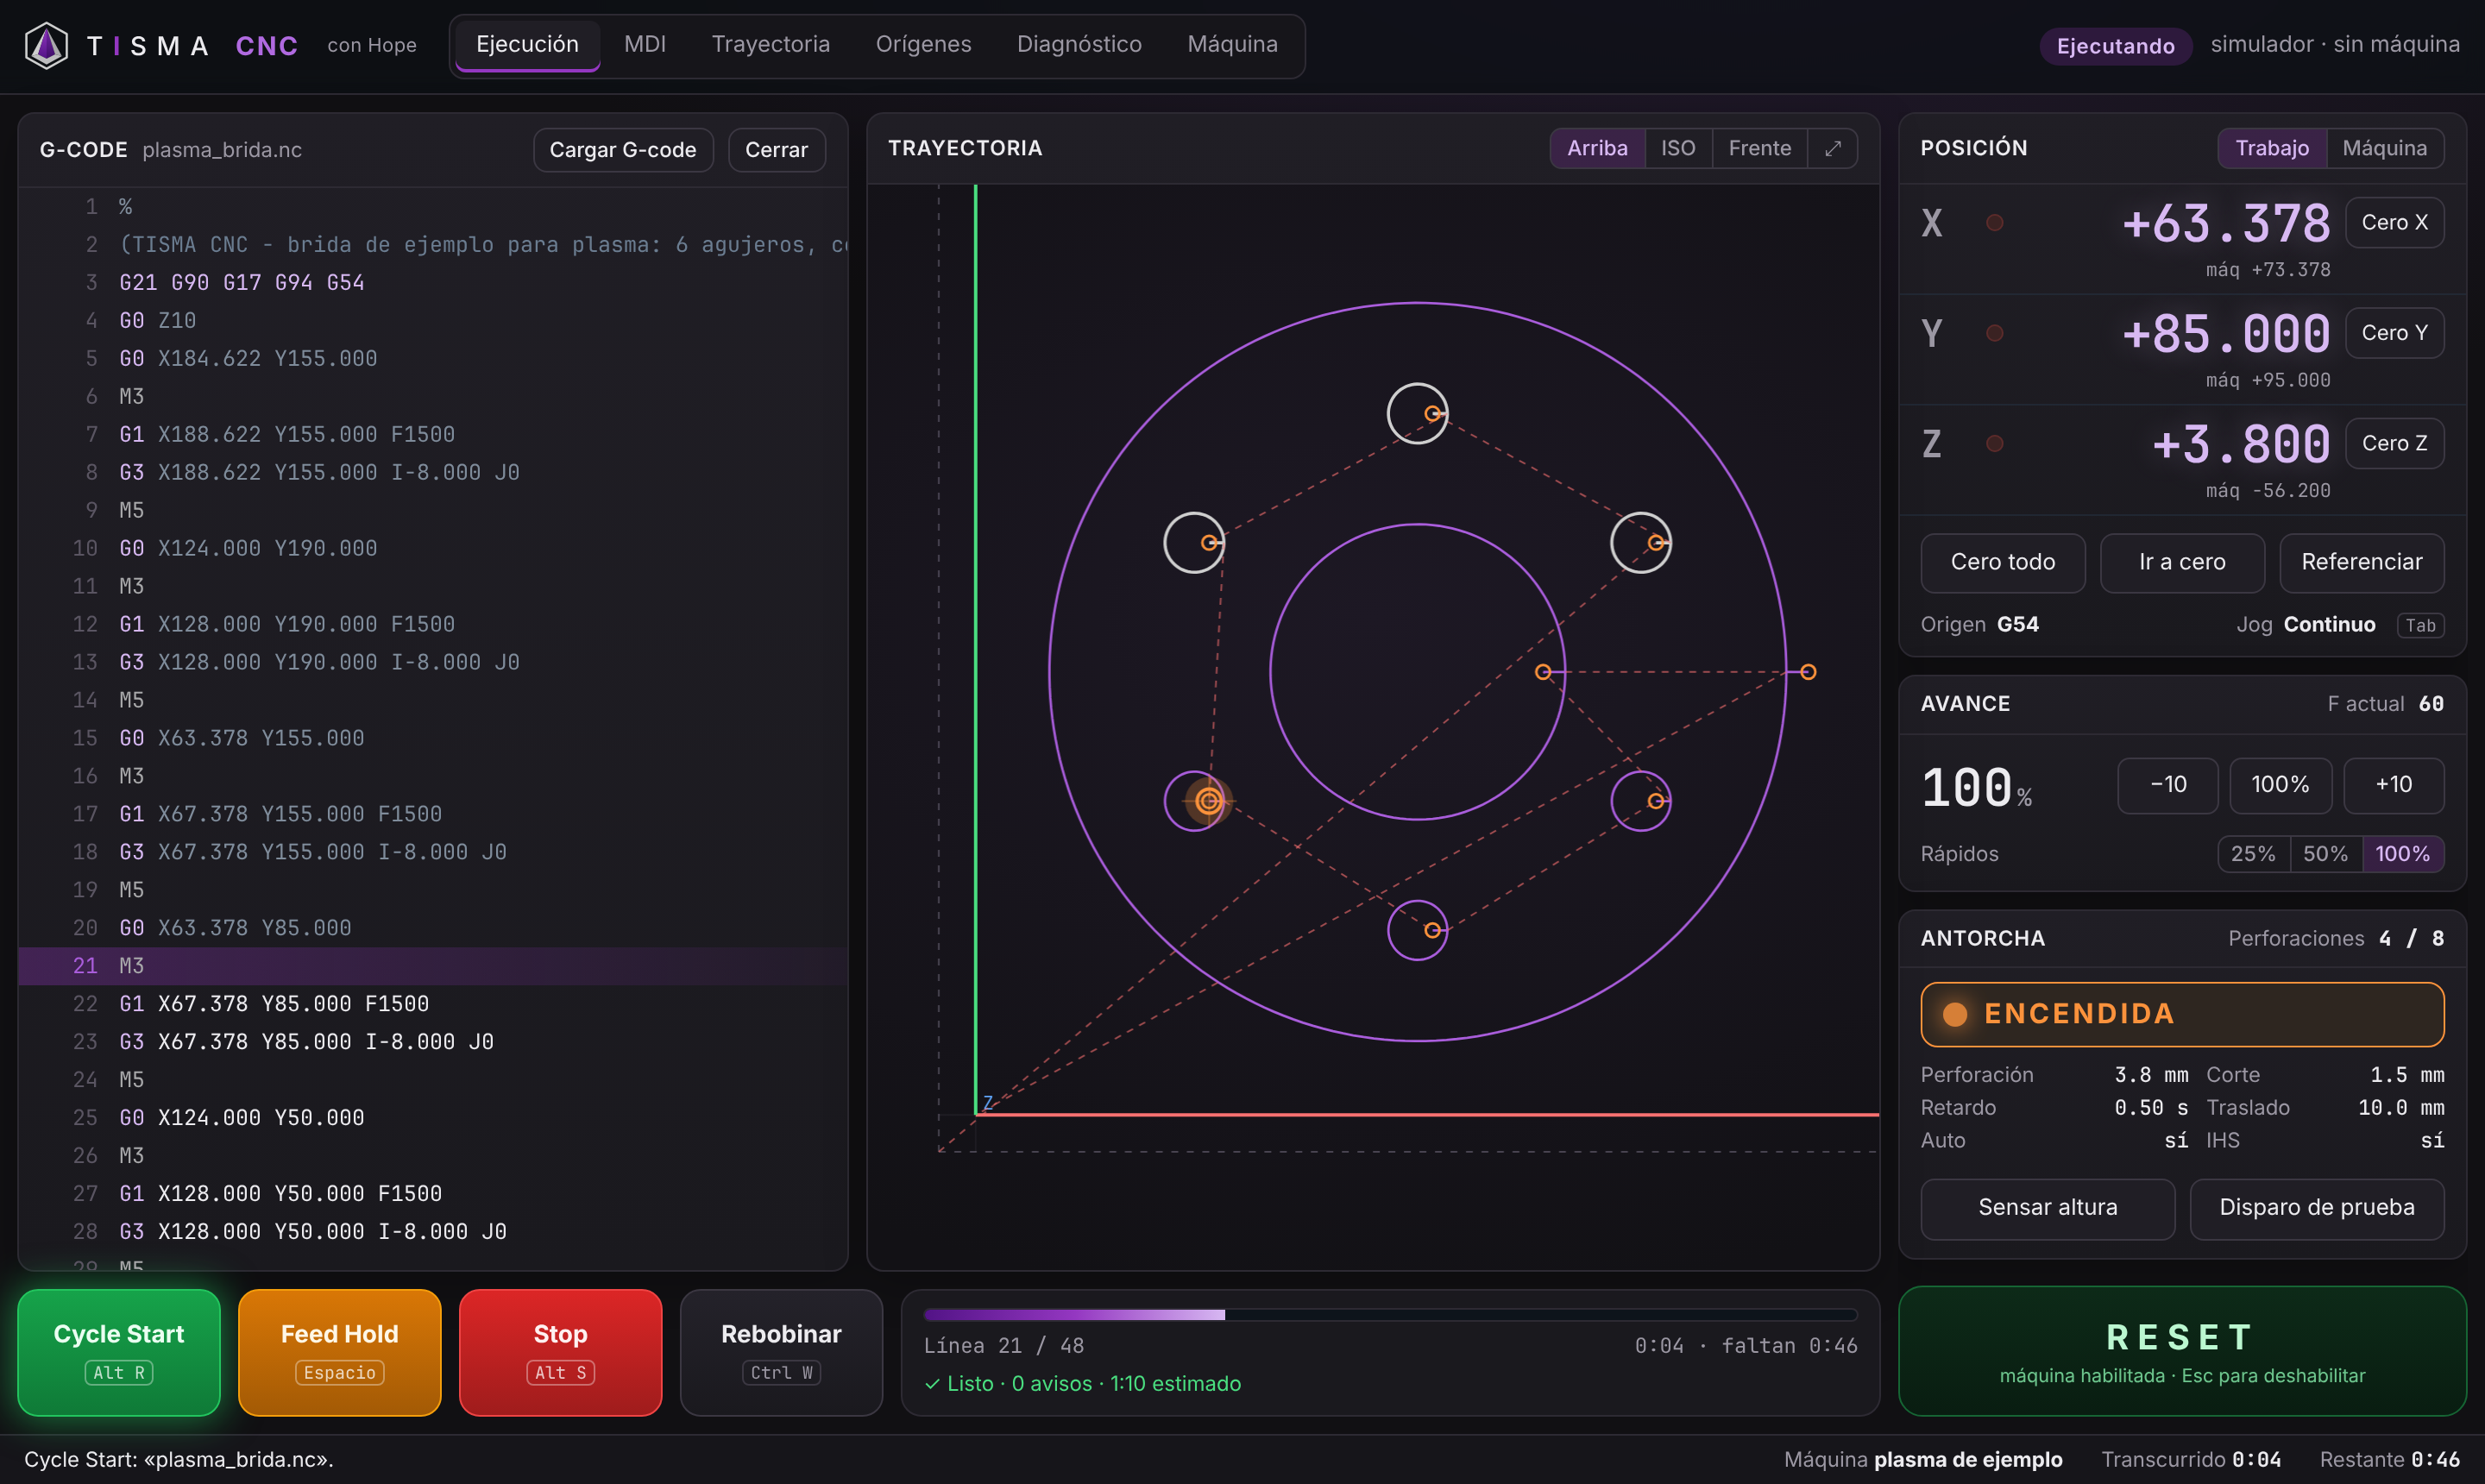 TISMA CNC con Hope Ejecución MDI Trayectoria Orígenes Diagnóstico Máquina Ejecutando simulador · sin máquina
G-CODE plasma_brida.nc Cargar G-code Cerrar
1 %
2 (TISMA CNC - brida de ejemplo para plasma: 6 agujeros,
3 G21 G90 G17 G94 G54
4 G0 Z10
5 G0 X184.622 Y155.000
6 M3
7 G1 X188.622 Y155.000 F1500
8 G3 X188.622 Y155.000 I-8.000 J0
9 M5
10 G0 X124.000 Y190.000
11 M3
12 G1 X128.000 Y190.000 F1500
13 G3 X128.000 Y190.000 I-8.000 J0
14 M5
15 G0 X63.378 Y155.000
16 M3
17 G1 X67.378 Y155.000 F1500
18 G3 X67.378 Y155.000 I-8.000 J0
19 M5
20 G0 X63.378 Y85.000
21 M3
22 G1 X67.378 Y85.000 F1500
23 G3 X67.378 Y85.000 I-8.000 J0
24 M5
25 G0 X124.000 Y50.000
26 M3
27 G1 X128.000 Y50.000 F1500
28 G3 X128.000 Y50.000 I-8.000 J0
29 M5
TRAYECTORIA Arriba ISO Frente
Z
POSICIÓN Trabajo Máquina
X +63.378 Cero X
máq +73.378
Y +85.000 Cero Y
máq +95.000
Z +3.800 Cero Z
máq -56.200
Cero todo Ir a cero Referenciar
Origen G54 Jog Continuo Tab
AVANCE F actual 60
100% −10 100% +10
Rápidos 25% 50% 100%
ANTORCHA Perforaciones 4 / 8
ENCENDIDA
Perforación 3.8 mm Corte 1.5 mm
Retardo 0.50 s Traslado 10.0 mm
Auto sí IHS sí
Sensar altura Disparo de prueba
Cycle Start
Alt R
Feed Hold
Espacio
Stop
Alt S
Rebobinar
Ctrl W
Línea 21 / 48 0:04 · faltan 0:46
✓ Listo · 0 avisos · 1:10 estimado
RESET
máquina habilitada · Esc para deshabilitar
Cycle Start: «plasma_brida.nc». Máquina plasma de ejemplo Transcurrido 0:04 Restante 0:46